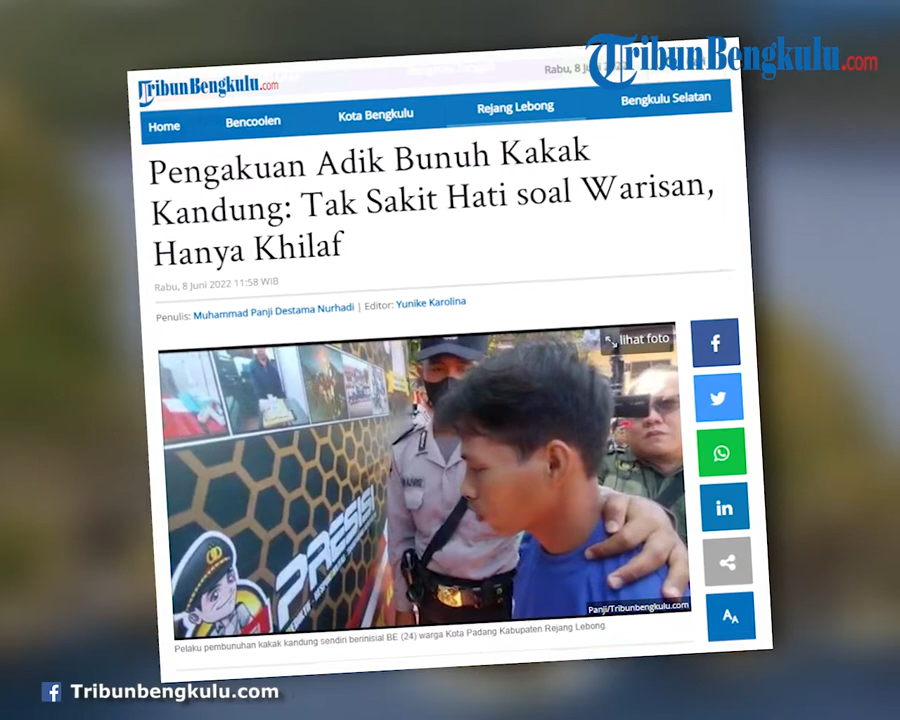 TribunBengkulu.com
TribunBengkulu.com
Rabu, 8
Home
Bencoolen
Kota Bengkulu
Rejang Lebong
Bengkulu Selatan
Pengakuan Adik Bunuh Kakak
Kandung: Tak Sakit Hati soal Warisan,
Hanya Khilaf
Rabu, 8 Juni 2022 11:58 WIB
Penulis: Muhammad Panji Destama Nurhadi | Editor: Yunike Karolina
lihat foto
PRESISI
Panji/Tribunbengkulu.com
Pelaku pembunuhan kakak kandung sendiri berinisial BE (24) warga Kota Padang Kabupaten Rejang Lebong.
f
in
AA
f Tribunbengkulu.com